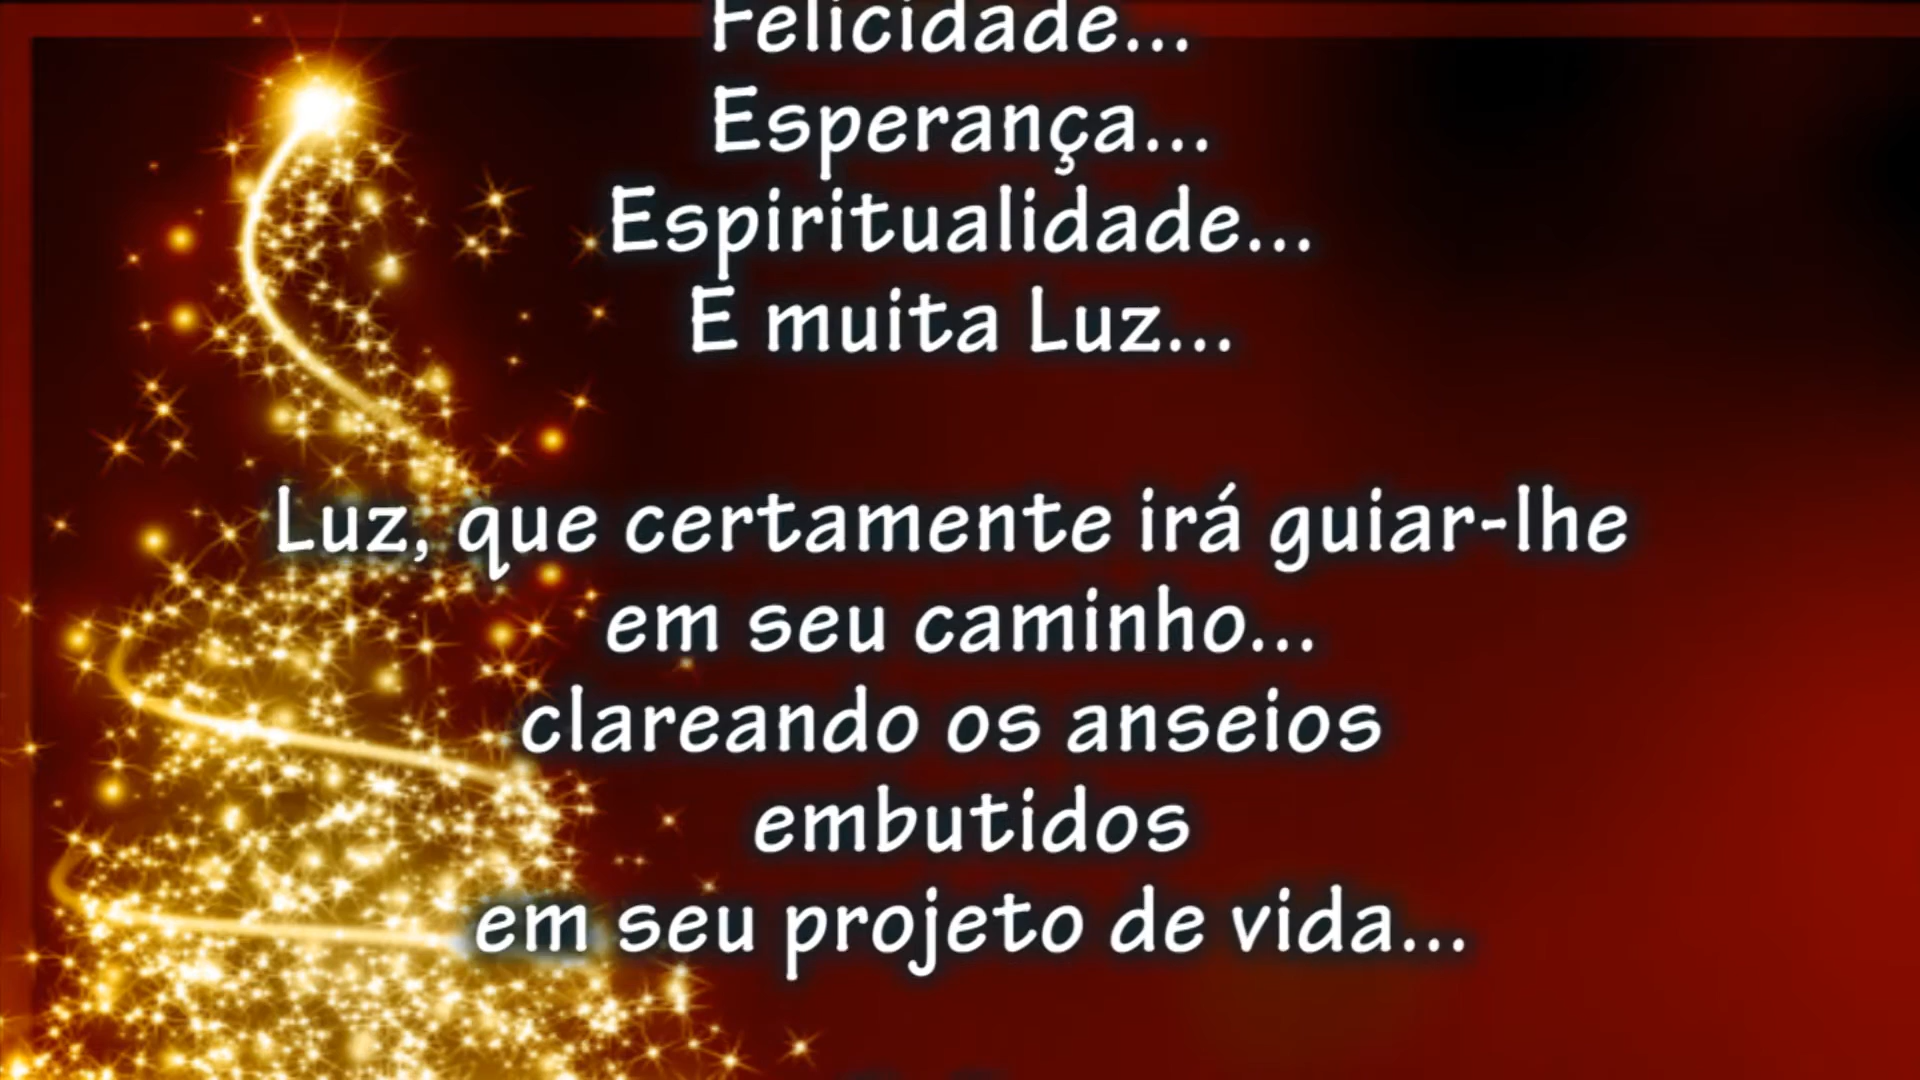 Felicidade...
Esperança...
Espiritualidade...
E muita Luz...
Luz, que certamente irá guiar-lhe
em seu caminho...
clareando os anseios
embutidos
em seu projeto de vida...